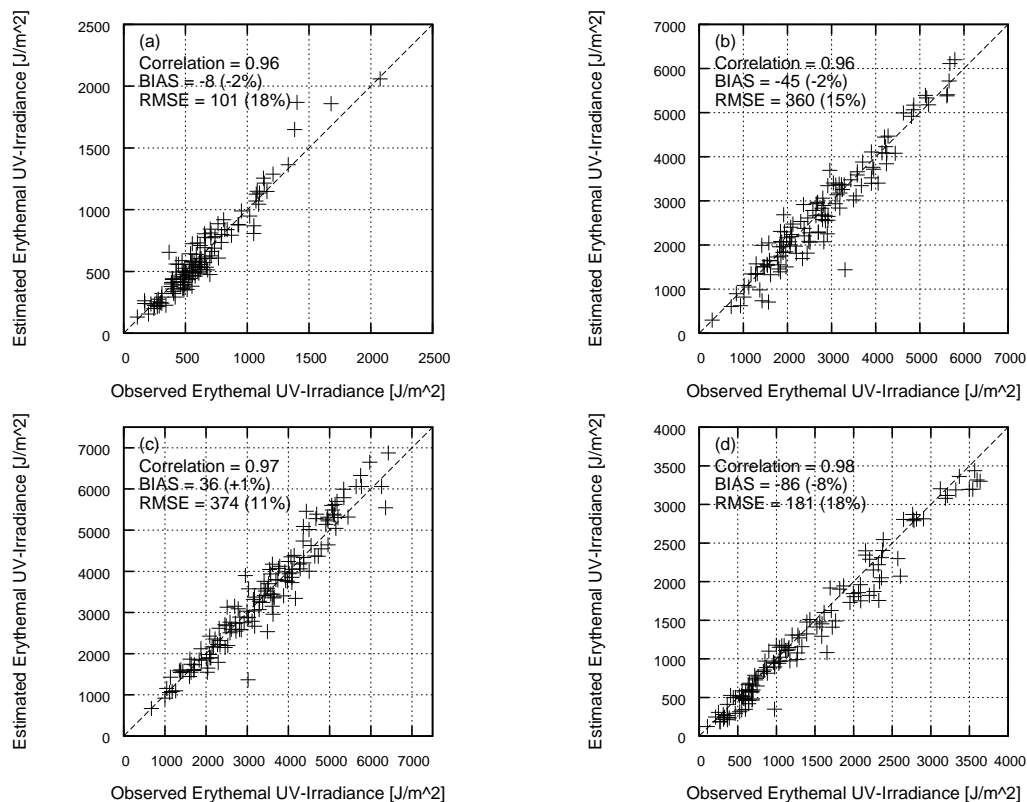 (a)
Correlation = 0.96
BIAS = -8 (-2%)
RMSE = 101 (18%)
Estimated Erythemal UV-Irradiance [J/m^2]
2500
2000
1500
1000
500
0
0 500 1000 1500 2000 2500
Observed Erythemal UV-Irradiance [J/m^2]
(b)
Correlation = 0.96
BIAS = -45 (-2%)
RMSE = 360 (15%)
Estimated Erythemal UV-Irradiance [J/m^2]
7000
6000
5000
4000
3000
2000
1000
0
0 1000 2000 3000 4000 5000 6000 7000
Observed Erythemal UV-Irradiance [J/m^2]
(c)
Correlation = 0.97
BIAS = 36 (+1%)
RMSE = 374 (11%)
Estimated Erythemal UV-Irradiance [J/m^2]
7000
6000
5000
4000
3000
2000
1000
0
0 1000 2000 3000 4000 5000 6000 7000
Observed Erythemal UV-Irradiance [J/m^2]
(d)
Correlation = 0.98
BIAS = -86 (-8%)
RMSE = 181 (18%)
Estimated Erythemal UV-Irradiance [J/m^2]
4000
3500
3000
2500
2000
1500
1000
500
0
0 500 1000 1500 2000 2500 3000 3500 4000
Observed Erythemal UV-Irradiance [J/m^2]